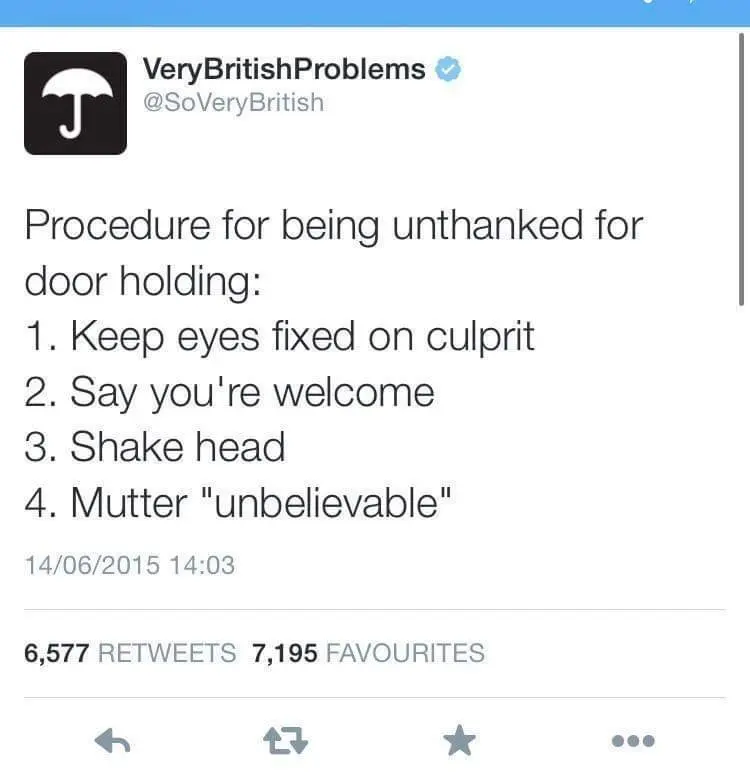 VeryBritishProblems
@SoVeryBritish
Procedure for being unthanked for
door holding:
1. Keep eyes fixed on culprit
2. Say you're welcome
3. Shake head
4. Mutter "unbelievable"
14/06/2015 14:03
6,577 RETWEETS 7,195 FAVOURITES